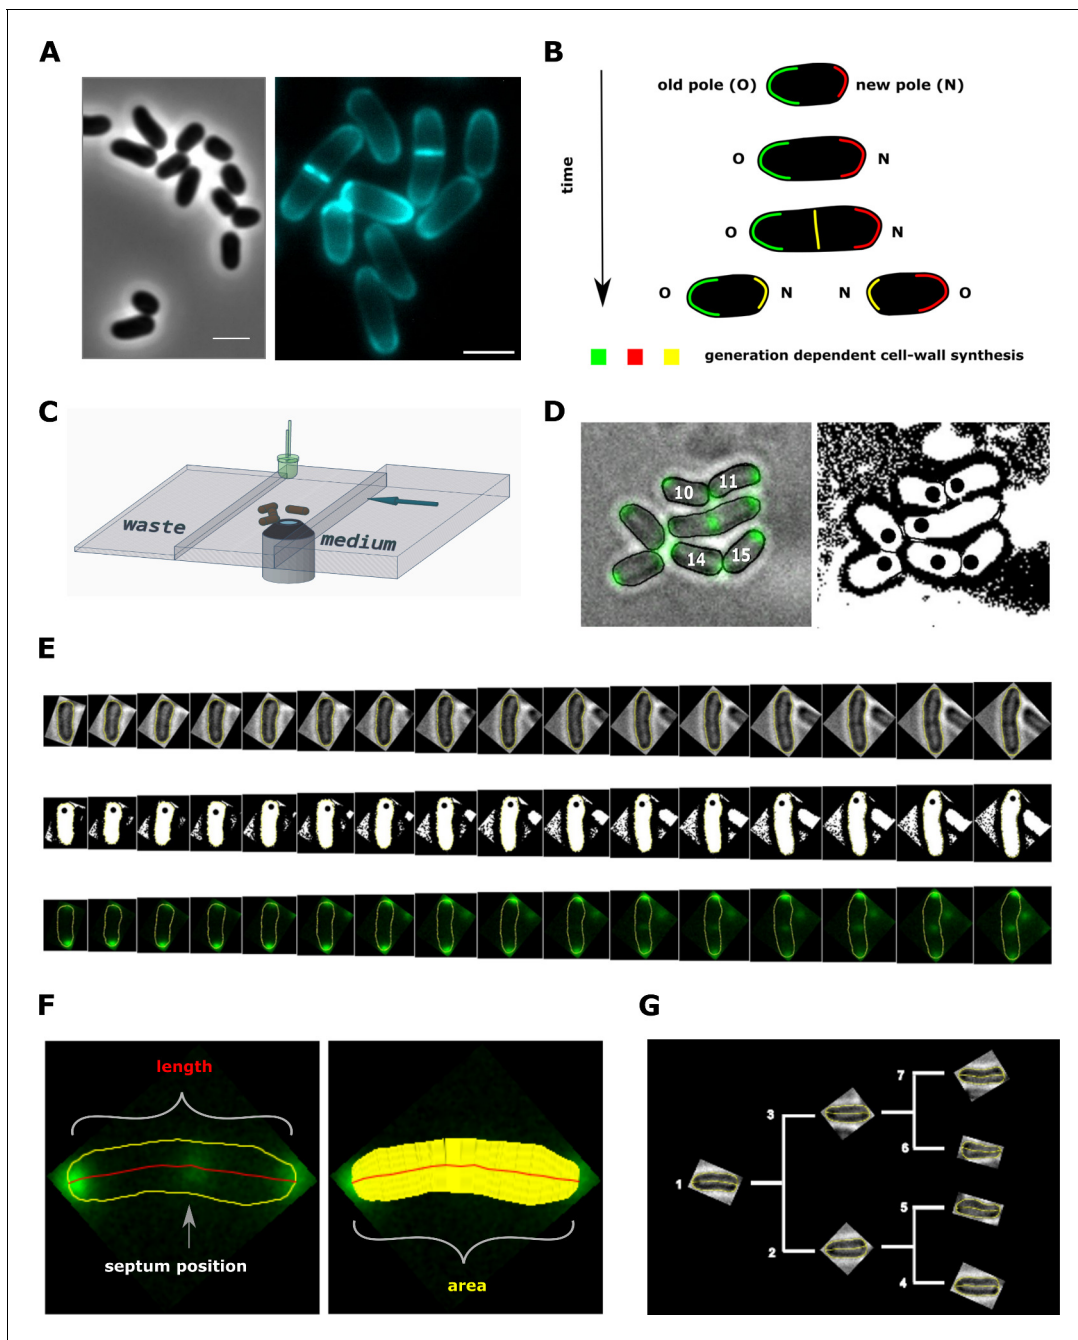 A
B
old pole (O)
new pole (N)
O
N
time
O
N
O
N
N
O
generation dependent cell-wall synthesis
C
waste
medium
D
10
11
14
15
E
F
length
septum position
area
G
7
3
6
1
5
2
4